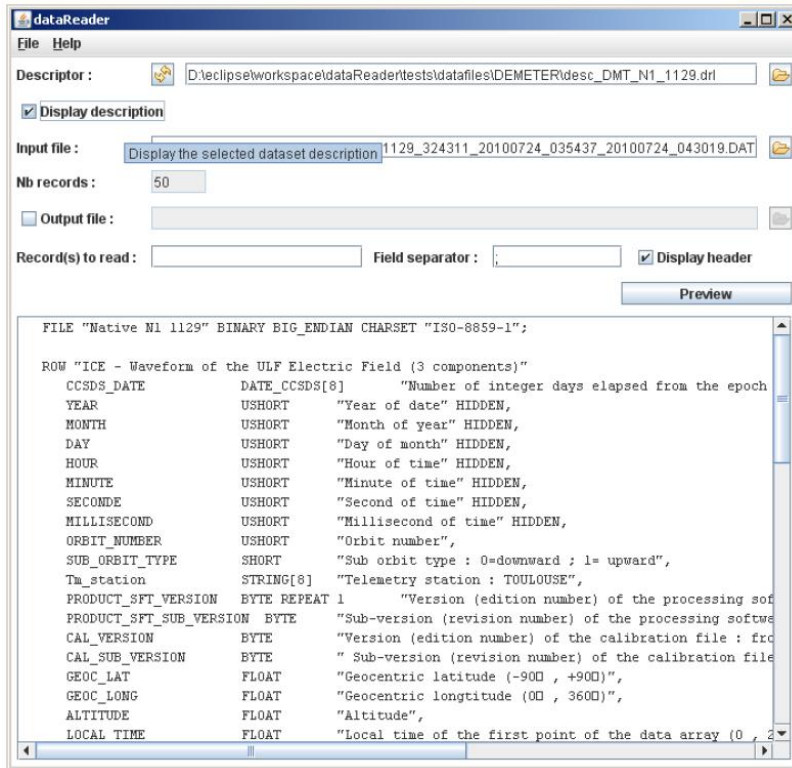 dataReader
File Help
Descriptor : D:\eclipse\workspace\dataReader\tests\datafiles\DEMETER\desc_DMT_N1_1129.drl
Display description
Input file : 1129_324311_20100724_035437_20100724_043019.DAT
Display the selected dataset description
Nb records : 50
Output file :
Record(s) to read : Field separator : ; Display header
Preview
FILE "Native N1 1129" BINARY BIG_ENDIAN CHARSET "ISO-8859-1";
ROW "ICE - Waveform of the ULF Electric Field (3 components)"
CCSDS_DATE DATE_CCSDS[8] "Number of integer days elapsed from the epoch
YEAR USHORT "Year of date" HIDDEN,
MONTH USHORT "Month of year" HIDDEN,
DAY USHORT "Day of month" HIDDEN,
HOUR USHORT "Hour of time" HIDDEN,
MINUTE USHORT "Minute of time" HIDDEN,
SECONDE USHORT "Second of time" HIDDEN,
MILLISECOND USHORT "Millisecond of time" HIDDEN,
ORBIT_NUMBER USHORT "Orbit number",
SUB_ORBIT_TYPE SHORT "Sub orbit type : 0=downward ; 1= upward",
Tm_station STRING[8] "Telemetry station : TOULOUSE",
PRODUCT_SFT_VERSION BYTE REPEAT 1 "Version (edition number) of the processing sof
PRODUCT_SFT_SUB_VERSION BYTE "Sub-version (revision number) of the processing softwa
CAL_VERSION BYTE "Version (edition number) of the calibration file : fro
CAL_SUB_VERSION BYTE " Sub-version (revision number) of the calibration file
GEOC_LAT FLOAT "Geocentric latitude (-90□ , +90□)",
GEOC_LONG FLOAT "Geocentric longtitude (0□ , 360□)",
ALTITUDE FLOAT "Altitude",
LOCAL_TIME FLOAT "Local time of the first point of the data array (0 , 2